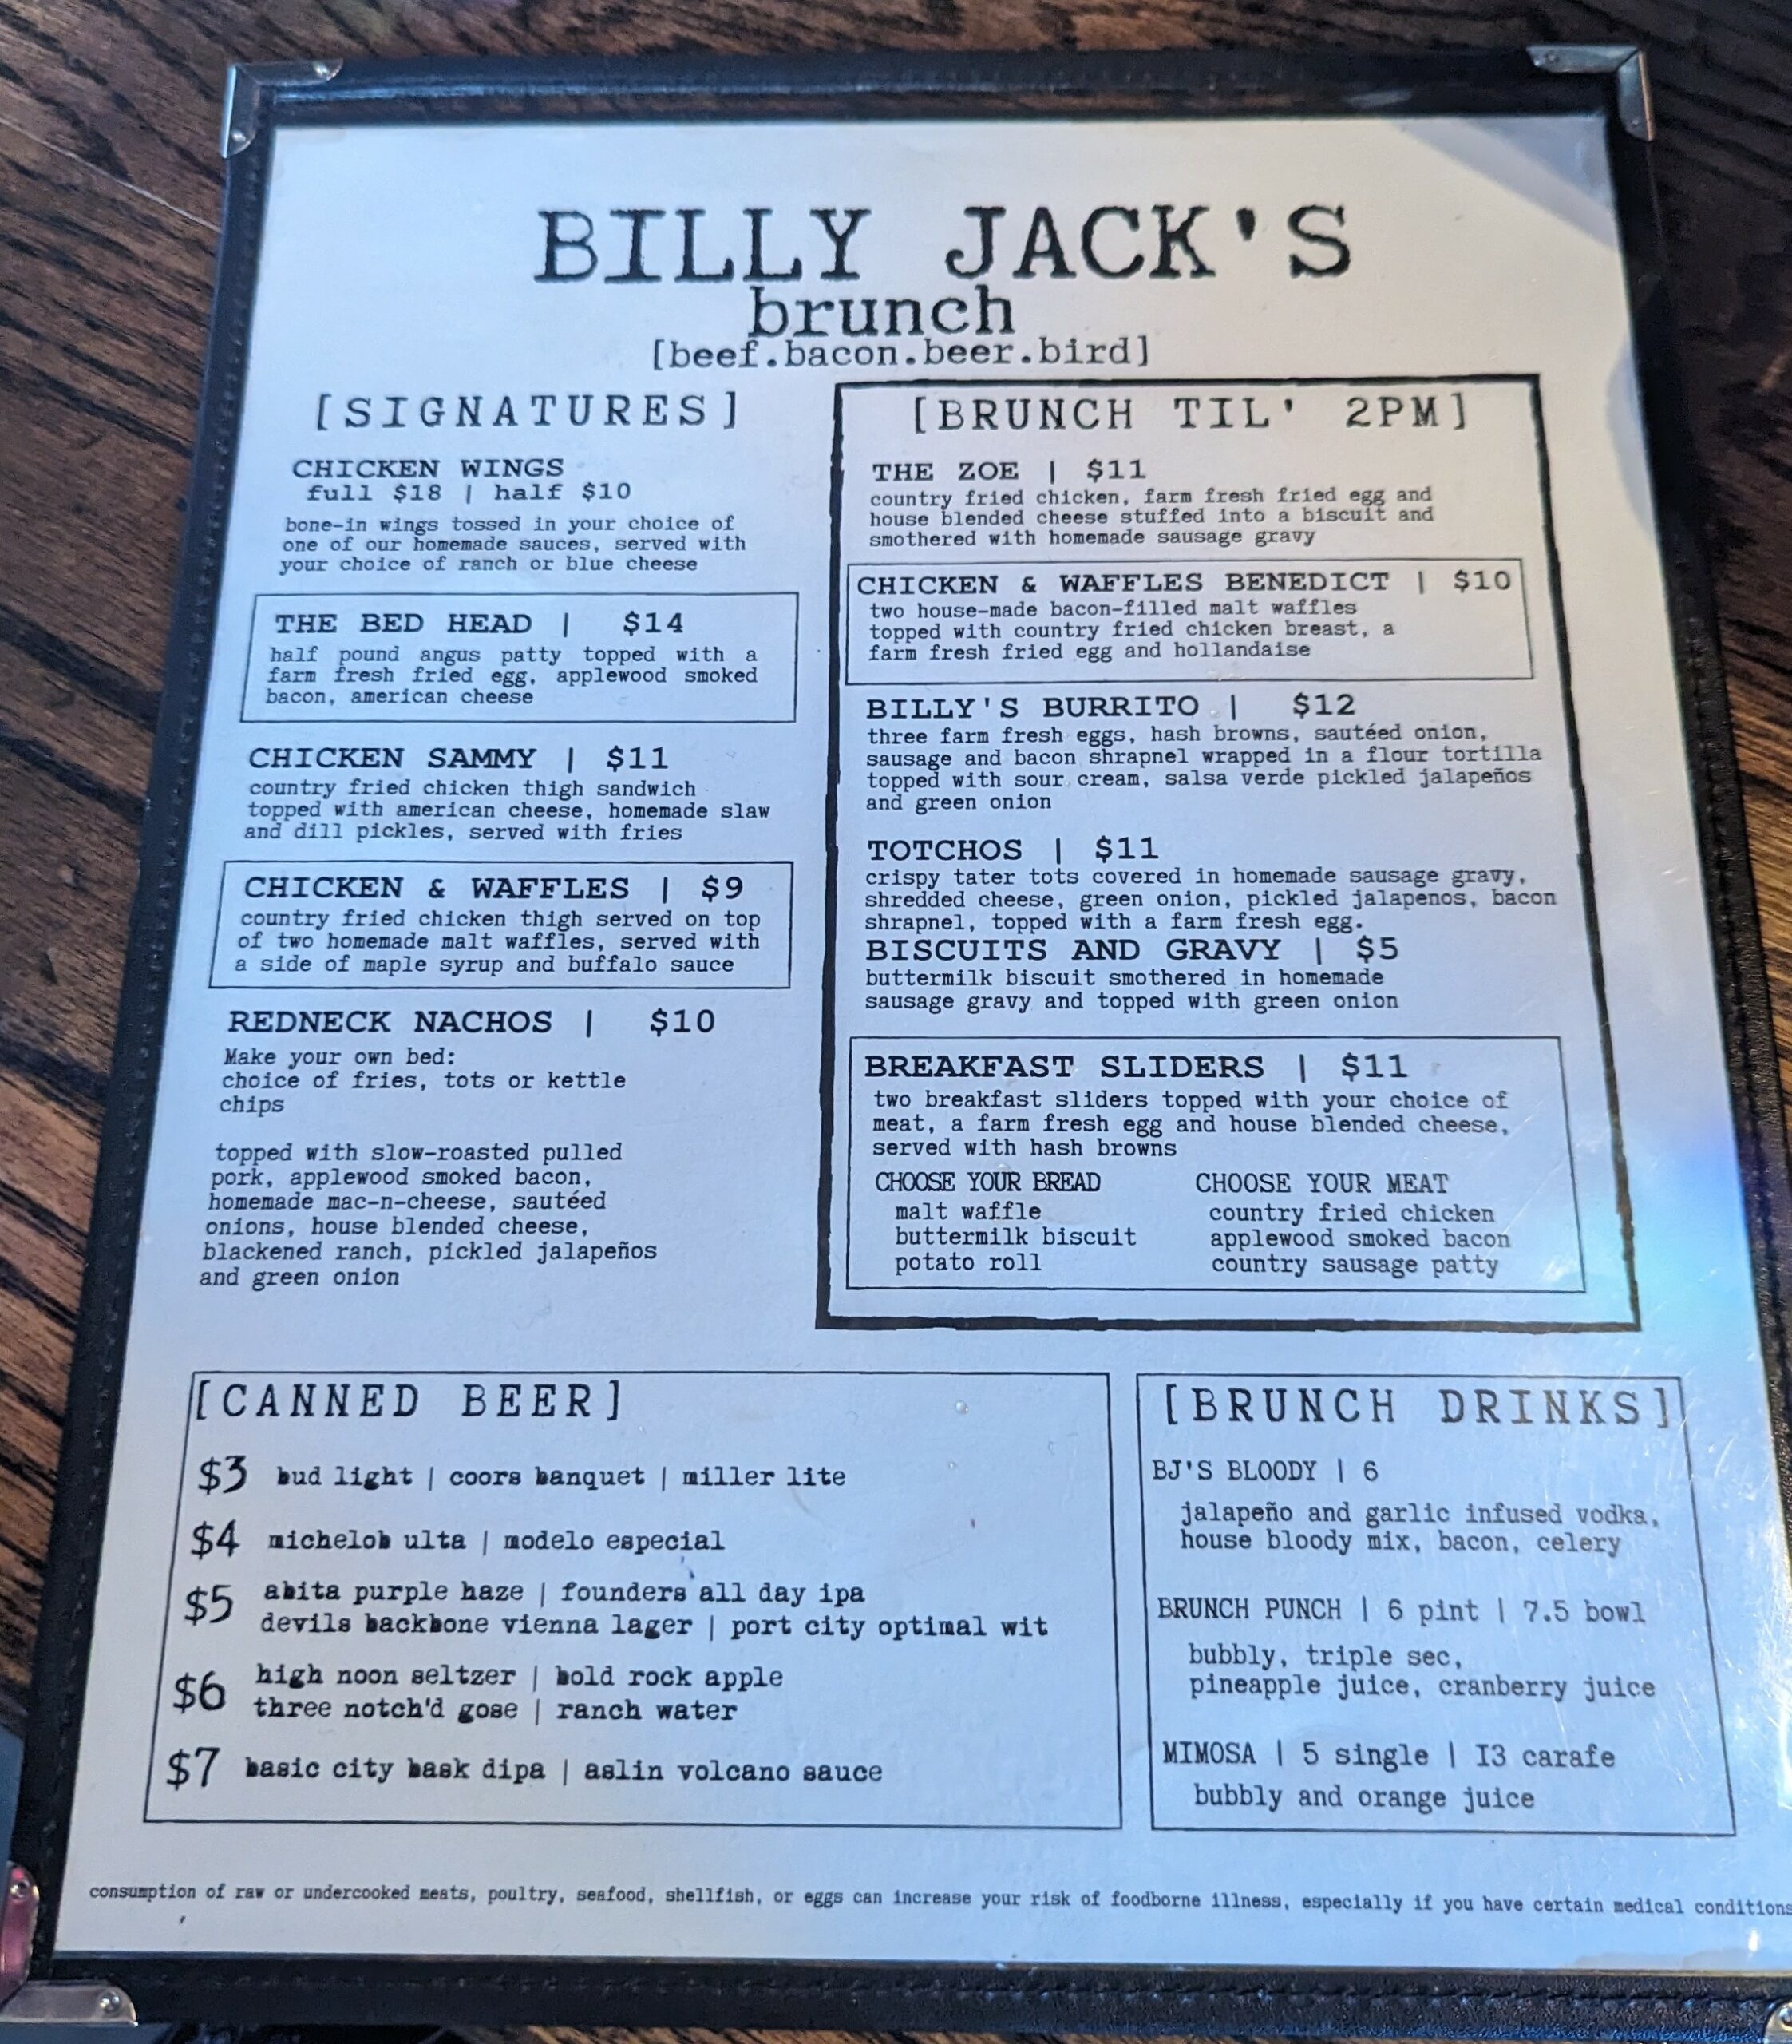 BILLY JACK'S
brunch
[beef.bacon.beer.bird]
[SIGNATURES]
CHICKEN WINGS
full $18 | half $10
bone-in wings tossed in your choice of
one of our homemade sauces, served with
your choice of ranch or blue cheese
THE BED HEAD | $14
half pound angus patty topped with a
farm fresh fried egg, applewood smoked
bacon, american cheese
CHICKEN SAMMY | $11
country fried chicken thigh sandwich
topped with american cheese, homemade slaw
and dill pickles, served with fries
CHICKEN & WAFFLES | $9
country fried chicken thigh served on top
of two homemade malt waffles, served with
a side of maple syrup and buffalo sauce
REDNECK NACHOS | $10
Make your own bed:
choice of fries, tots or kettle
chips
topped with slow-roasted pulled
pork, applewood smoked bacon,
homemade mac-n-cheese, sautéed
onions, house blended cheese,
blackened ranch, pickled jalapeños
and green onion
[BRUNCH TIL' 2PM]
THE ZOE | $11
country fried chicken, farm fresh fried egg and
house blended cheese stuffed into a biscuit and
smothered with homemade sausage gravy
CHICKEN & WAFFLES BENEDICT | $10
two house-made bacon-filled malt waffles
topped with country fried chicken breast, a
farm fresh fried egg and hollandaise
BILLY'S BURRITO | $12
three farm fresh eggs, hash browns, sautéed onion,
sausage and bacon shrapnel wrapped in a flour tortilla
topped with sour cream, salsa verde pickled jalapeños
and green onion
TOTCHOS | $11
crispy tater tots covered in homemade sausage gravy,
shredded cheese, green onion, pickled jalapenos, bacon
shrapnel, topped with a farm fresh egg.
BISCUITS AND GRAVY | $5
buttermilk biscuit smothered in homemade
sausage gravy and topped with green onion
BREAKFAST SLIDERS | $11
two breakfast sliders topped with your choice of
meat, a farm fresh egg and house blended cheese,
served with hash browns
CHOOSE YOUR BREAD
malt waffle
buttermilk biscuit
potato roll
CHOOSE YOUR MEAT
country fried chicken
applewood smoked bacon
country sausage patty
[CANNED BEER]
$3 bud light | coors banquet | miller lite
$4 michelob ulta | modelo especial
$5 abita purple haze | founders all day ipa
devils backbone vienna lager | port city optimal wit
$6 high noon seltzer | bold rock apple
three notch'd gose | ranch water
$7 basic city bask dipa | aslin volcano sauce
[BRUNCH DRINKS]
BJ'S BLOODY | 6
jalapeño and garlic infused vodka,
house bloody mix, bacon, celery
BRUNCH PUNCH | 6 pint | 7.5 bowl
bubbly, triple sec,
pineapple juice, cranberry juice
MIMOSA | 5 single | I3 carafe
bubbly and orange juice
consumption of raw or undercooked meats, poultry, seafood, shellfish, or eggs can increase your risk of foodborne illness, especially if you have certain medical conditions